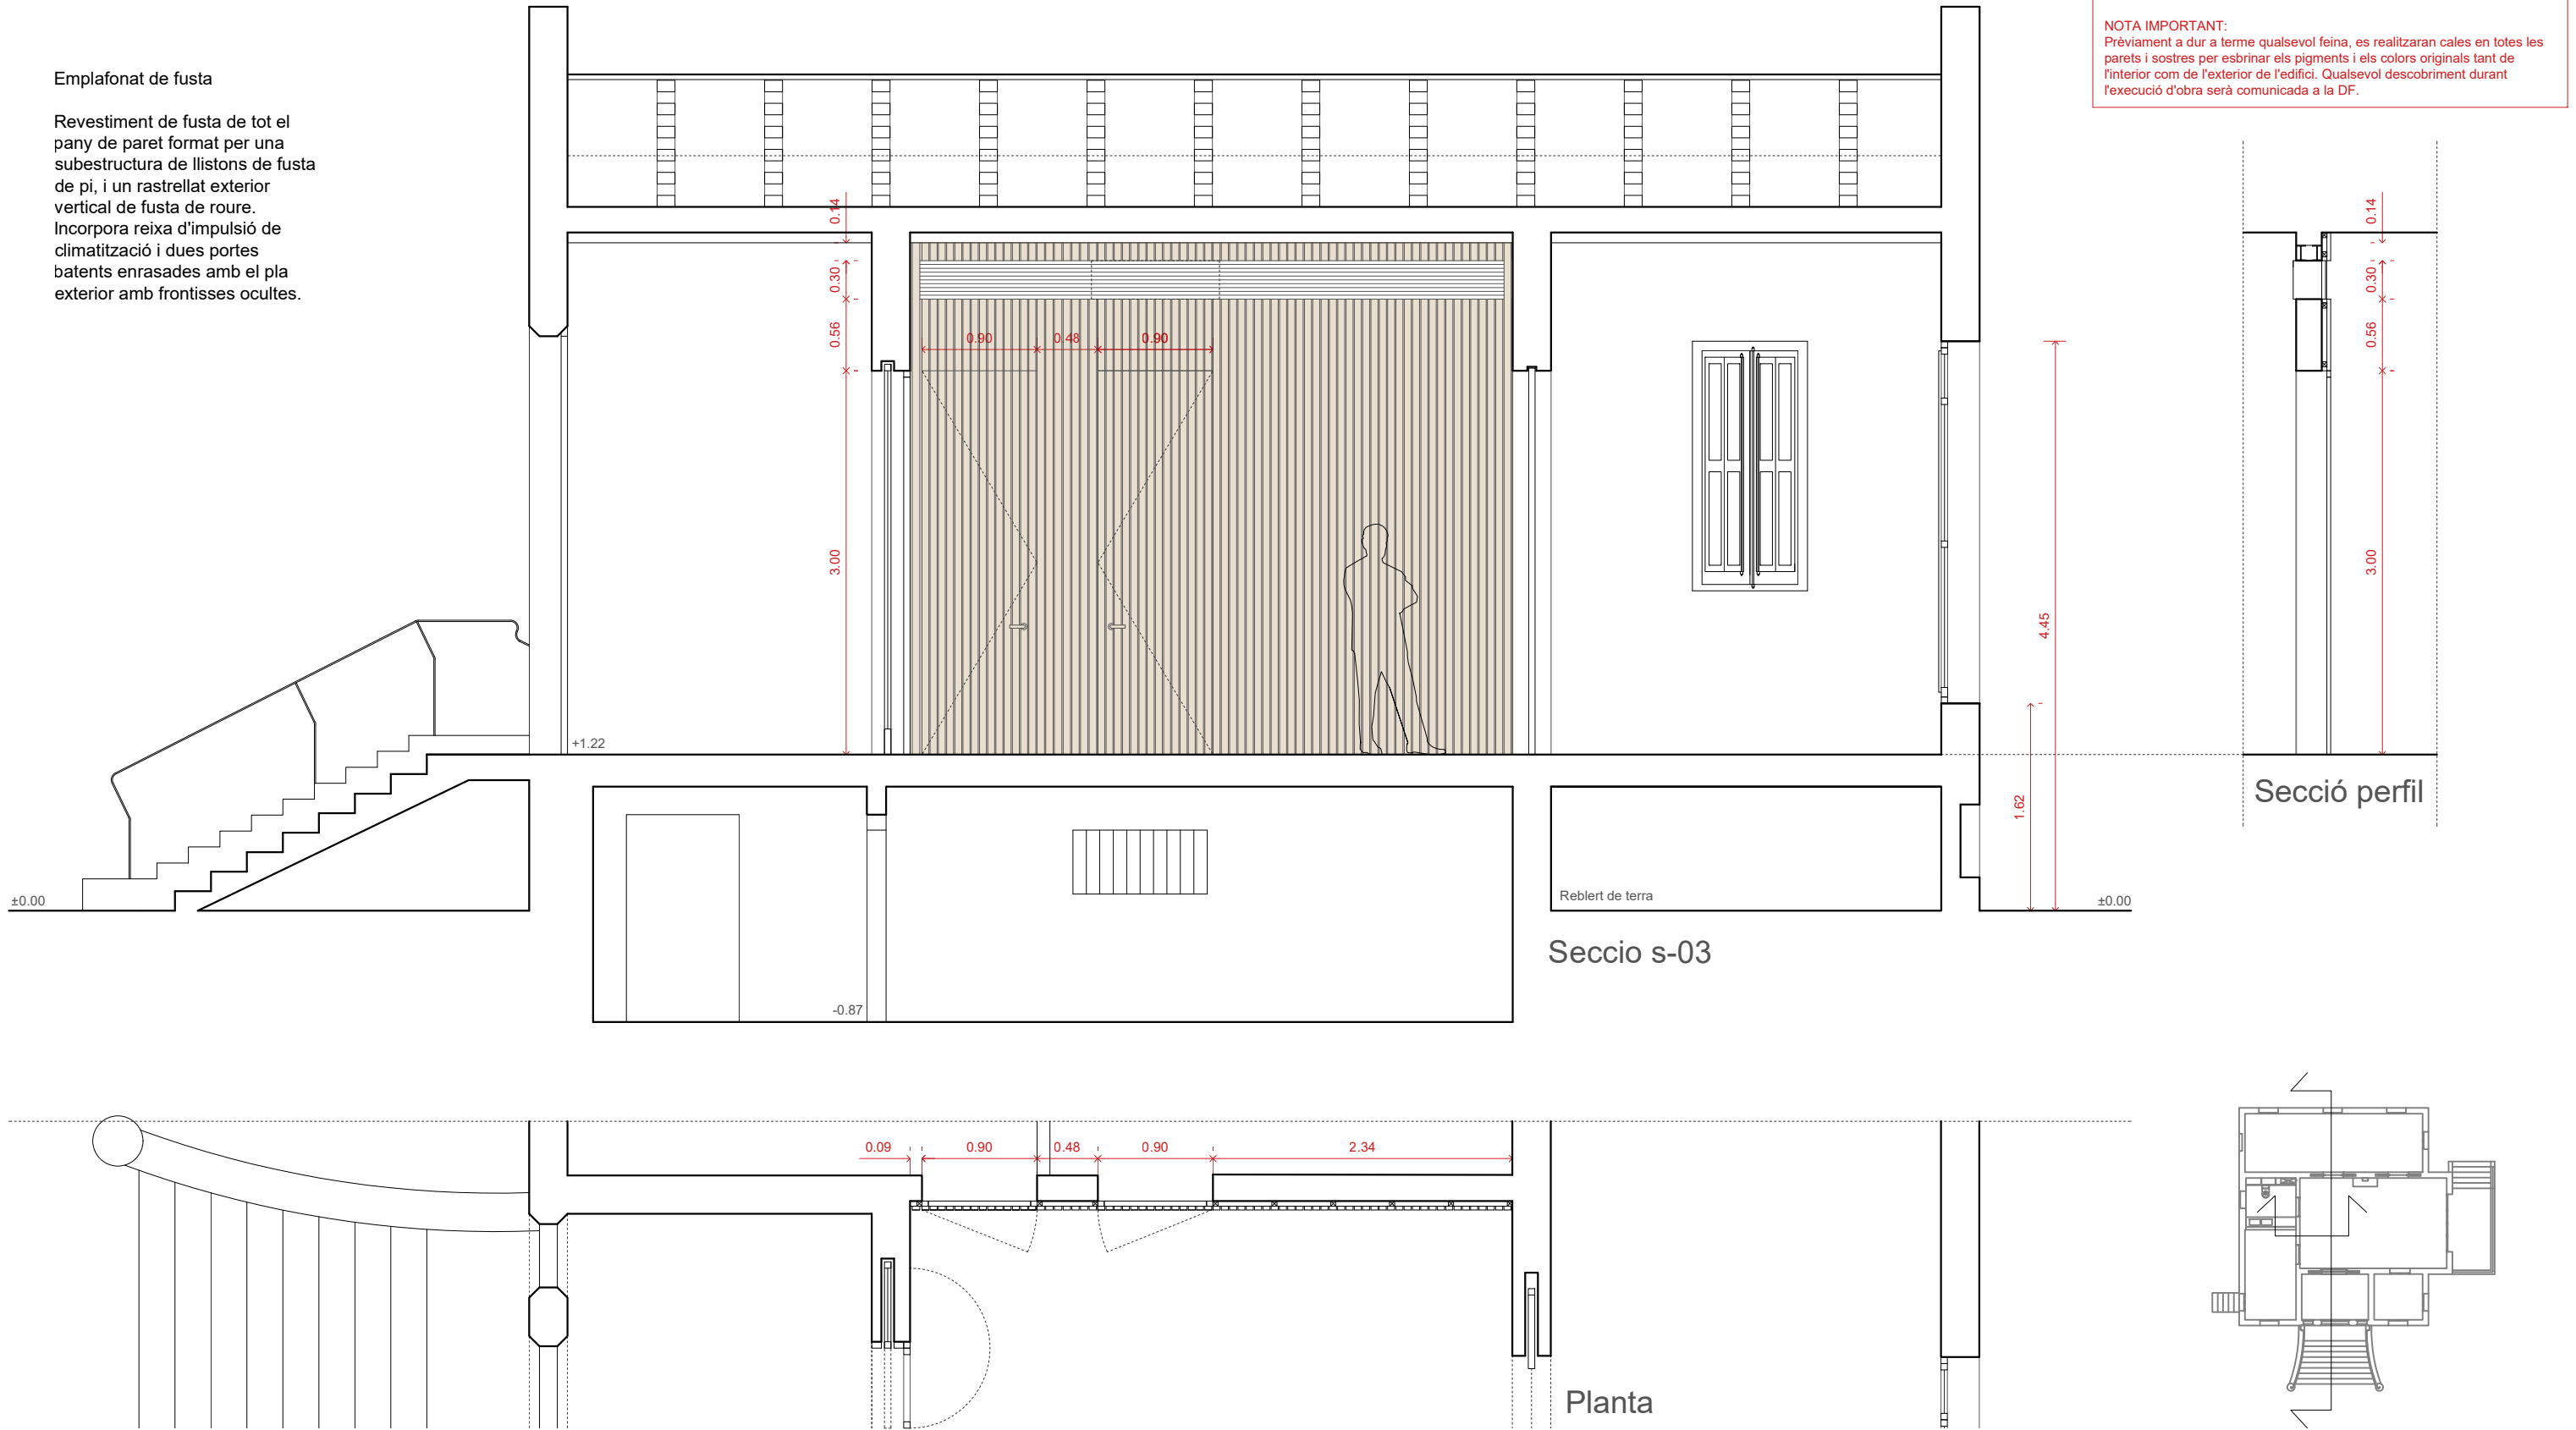 NOTA IMPORTANT:
Prèviament a dur a terme qualsevol feina, es realitzaran cales en totes les
parets i sostres per esbrinar els pigments i els colors originals tant de
l'interior com de l'exterior de l'edifici. Qualsevol descobriment durant
l'execució d'obra serà comunicada a la DF.
Emplafonat de fusta
Revestiment de fusta de tot el
pany de paret format per una
subestructura de llistons de fusta
de pi, i un rastrellat exterior
vertical de fusta de roure.
Incorpora reixa d'impulsió de
climatització i dues portes
batents enrasades amb el pla
exterior amb frontisses ocultes.
0.14
0.30
0.56
3.00
0.90
0.48
0.90
4.45
1.62
0.14
0.30
0.56
3.00
+1.22
Secció perfil
±0.00
Reblert de terra
±0.00
Seccio s-03
-0.87
0.09
0.90
0.48
0.90
2.34
Planta